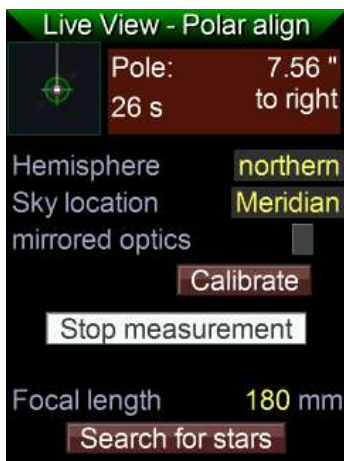 Live View - Polar align
Pole: 7.56 "
26 s to right
Hemisphere northern
Sky location Meridian
mirrored optics
Calibrate
Stop measurement
Focal length 180 mm
Search for stars